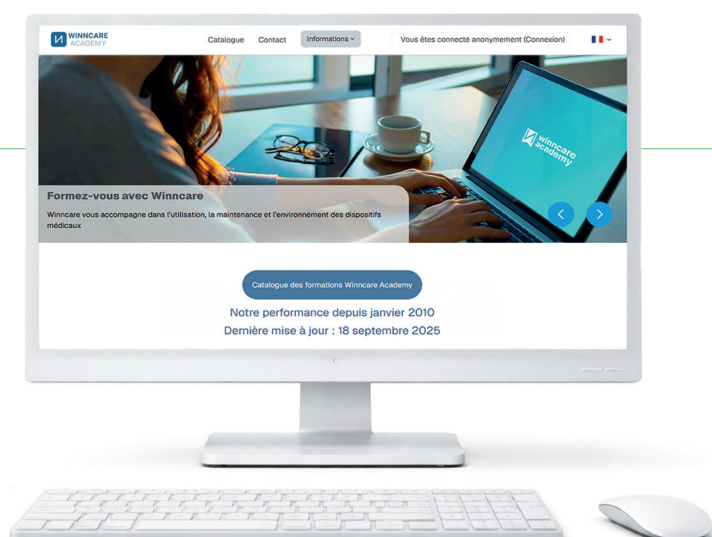 WINNCARE
ACADEMY
Catalogue
Contact
Informations
Vous êtes connecté anonymement (Connexion)
winncare
academy
Formez-vous avec Winncare
Winncare vous accompagne dans l'utilisation, la maintenance et l'environnement des dispositifs
médicaux
Catalogue des formations Winncare Academy
Notre performance depuis janvier 2010
Dernière mise à jour : 18 septembre 2025